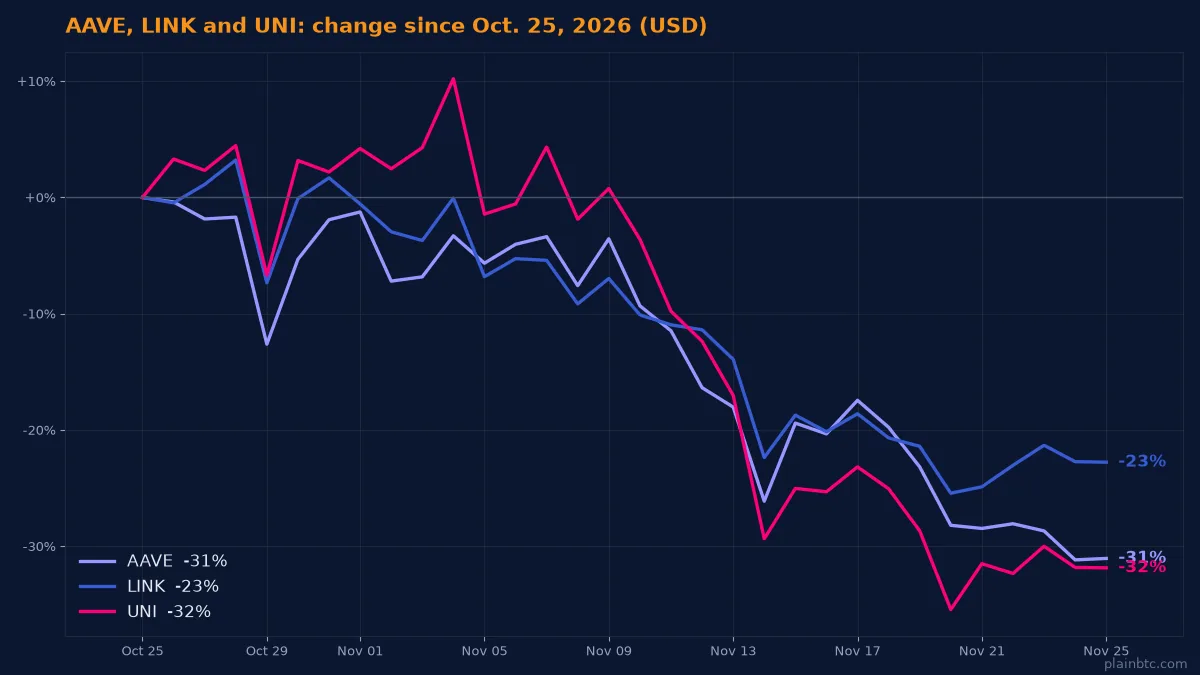 AAVE, LINK and UNI: change since Oct. 25, 2026 (USD)
+10%
+0%
-10%
-20%
-30%
-23%
-31%
-32%
AAVE -31%
LINK -23%
UNI -32%
Oct 25 Oct 29 Nov 01 Nov 05 Nov 09 Nov 13 Nov 17 Nov 21 Nov 25
plainbtc.com